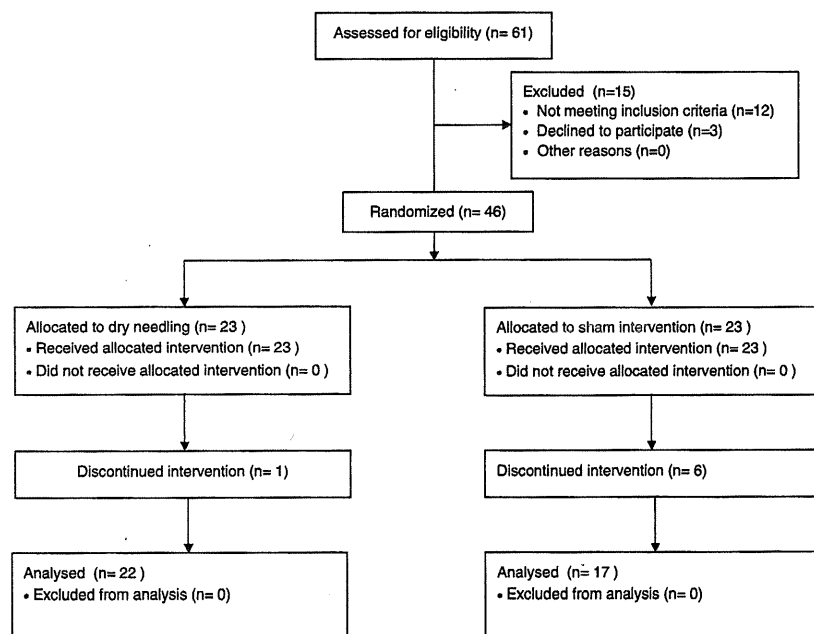 Assessed for eligibility (n= 61)
Excluded (n=15)
• Not meeting inclusion criteria (n=12)
• Declined to participate (n=3)
• Other reasons (n=0)
Randomized (n= 46)
Allocated to dry needling (n= 23 )
• Received allocated intervention (n= 23 )
• Did not receive allocated intervention (n= 0 )
Allocated to sham intervention (n= 23 )
• Received allocated intervention (n= 23 )
• Did not receive allocated intervention (n= 0 )
Discontinued intervention (n= 1)
Discontinued intervention (n= 6)
Analysed (n= 22 )
• Excluded from analysis (n= 0)
Analysed (n= 17 )
• Excluded from analysis (n= 0)